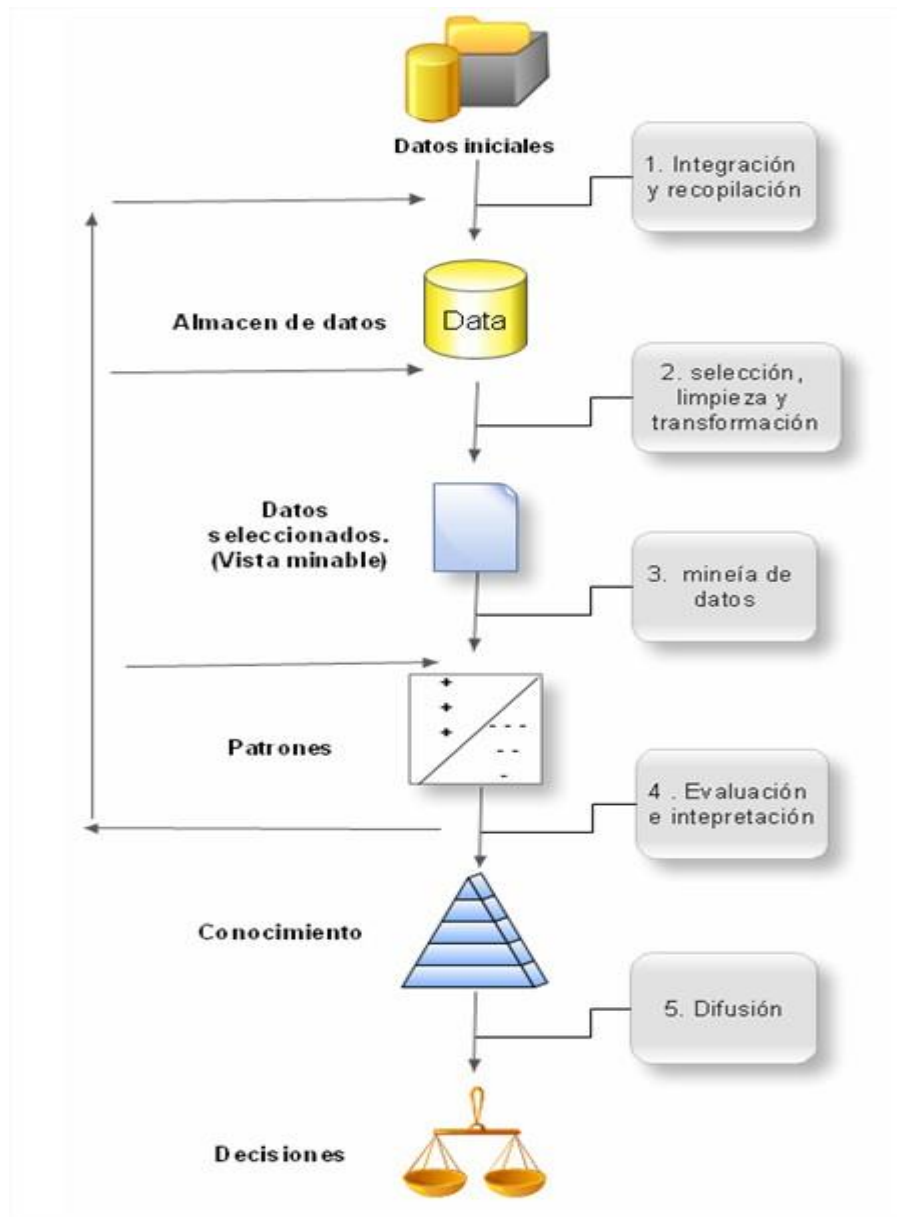 Datos iniciales
1. Integración
y recopilación
Data
Almacen de datos
2. selección,
limpieza y
transformación
Datos
seleccionados.
(Vista minable)
3. mineía de
datos
+
+
+
- - -
- -
-
Patrones
4 . Evaluación
e intepretación
Conocimiento
5. Difusión
Decisiones